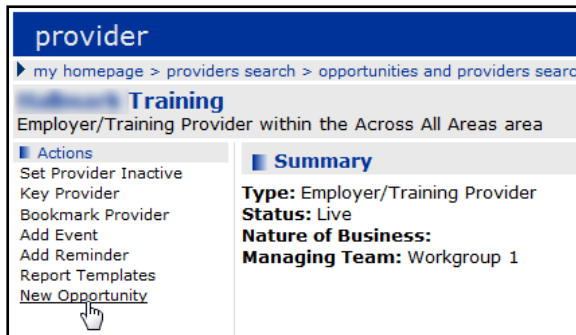 provider
my homepage > providers search > opportunities and providers searc
Training
Employer/Training Provider within the Across All Areas area
Actions
Set Provider Inactive
Key Provider
Bookmark Provider
Add Event
Add Reminder
Report Templates
New Opportunity
Summary
Type: Employer/Training Provider
Status: Live
Nature of Business:
Managing Team: Workgroup 1